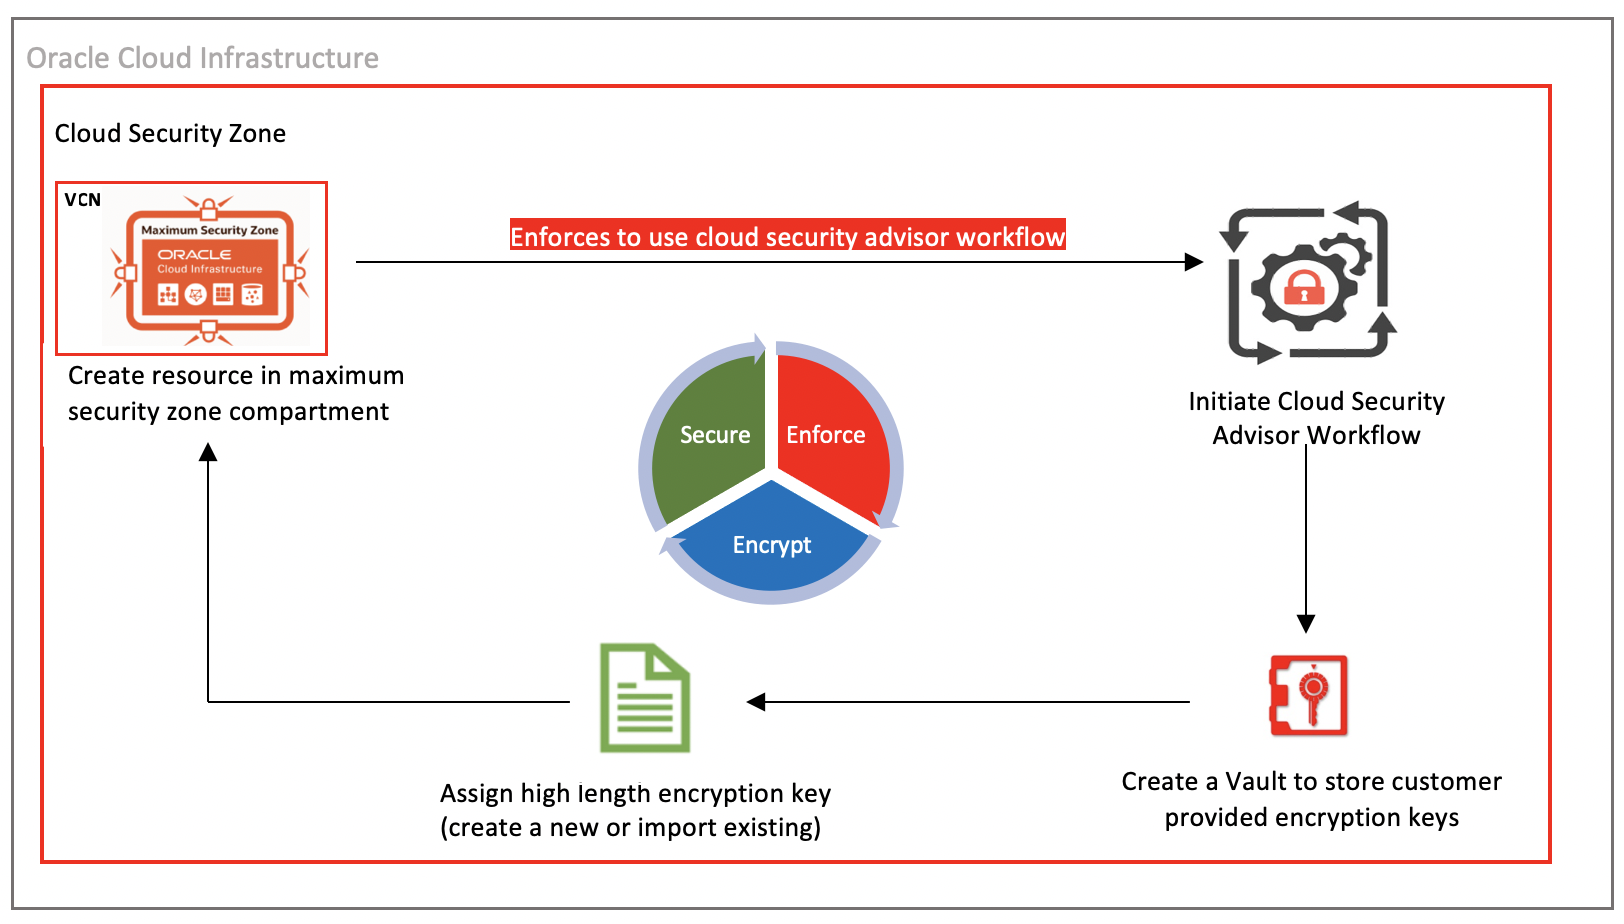 Oracle Cloud Infrastructure
Cloud Security Zone
VCN
Maximum Security Zone
ORACLE
Cloud Infrastructure
Create resource in maximum
security zone compartment
Enforces to use cloud security advisor workflow
Initiate Cloud Security
Advisor Workflow
Secure
Enforce
Encrypt
Assign high length encryption key
(create a new or import existing)
Create a Vault to store customer
provided encryption keys